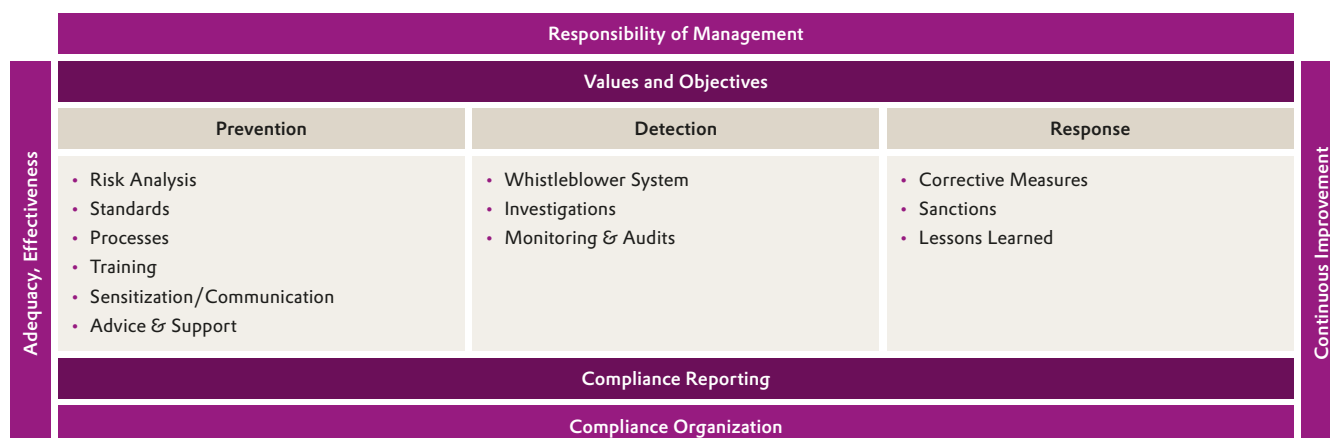 Responsibility of Management
Adequacy, Effectiveness
Values and Objectives
Prevention
• Risk Analysis
• Standards
• Processes
• Training
• Sensitization/Communication
• Advice & Support
Detection
• Whistleblower System
• Investigations
• Monitoring & Audits
Response
• Corrective Measures
• Sanctions
• Lessons Learned
Continuous Improvement
Compliance Reporting
Compliance Organization